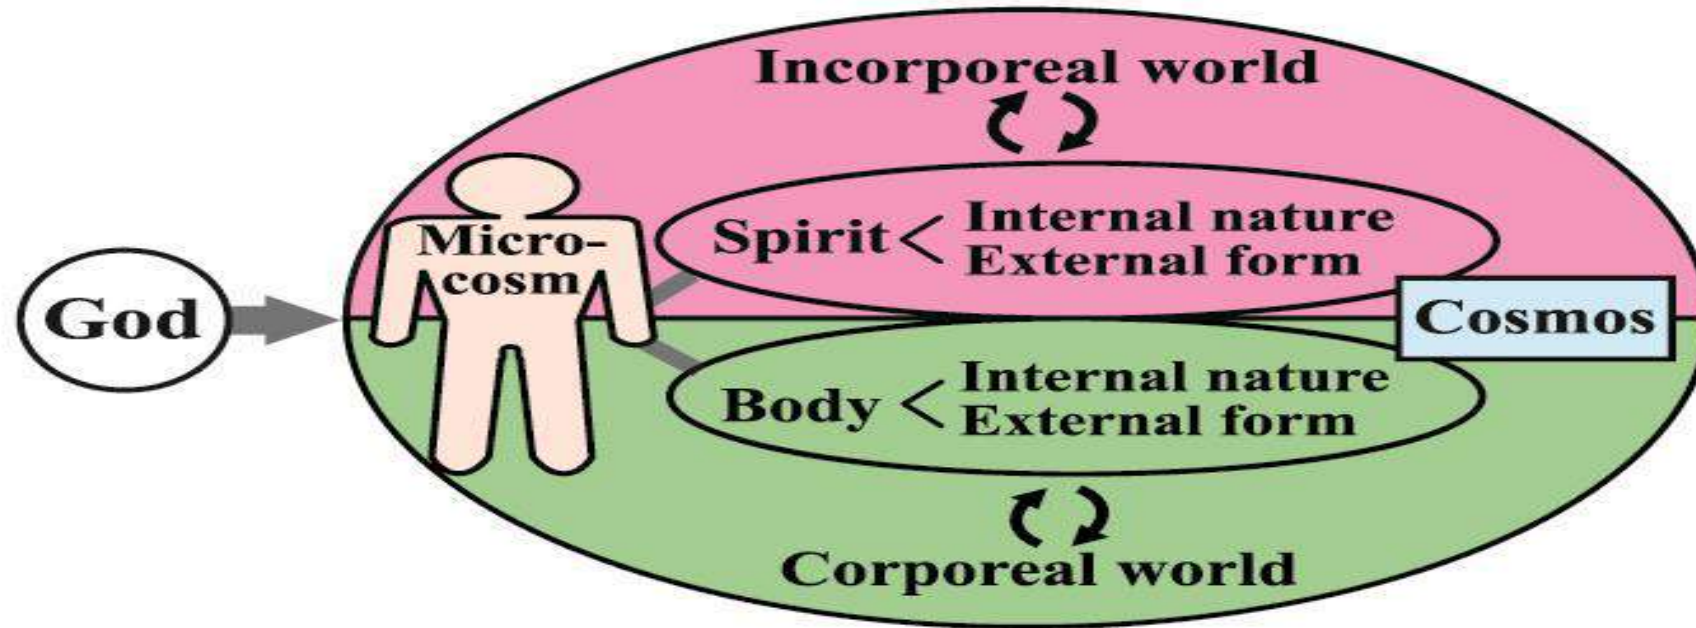 Incorporeal world
Micro-
cosm
Spirit < Internal nature
External form
God
Cosmos
Body < Internal nature
External form
Corporeal world